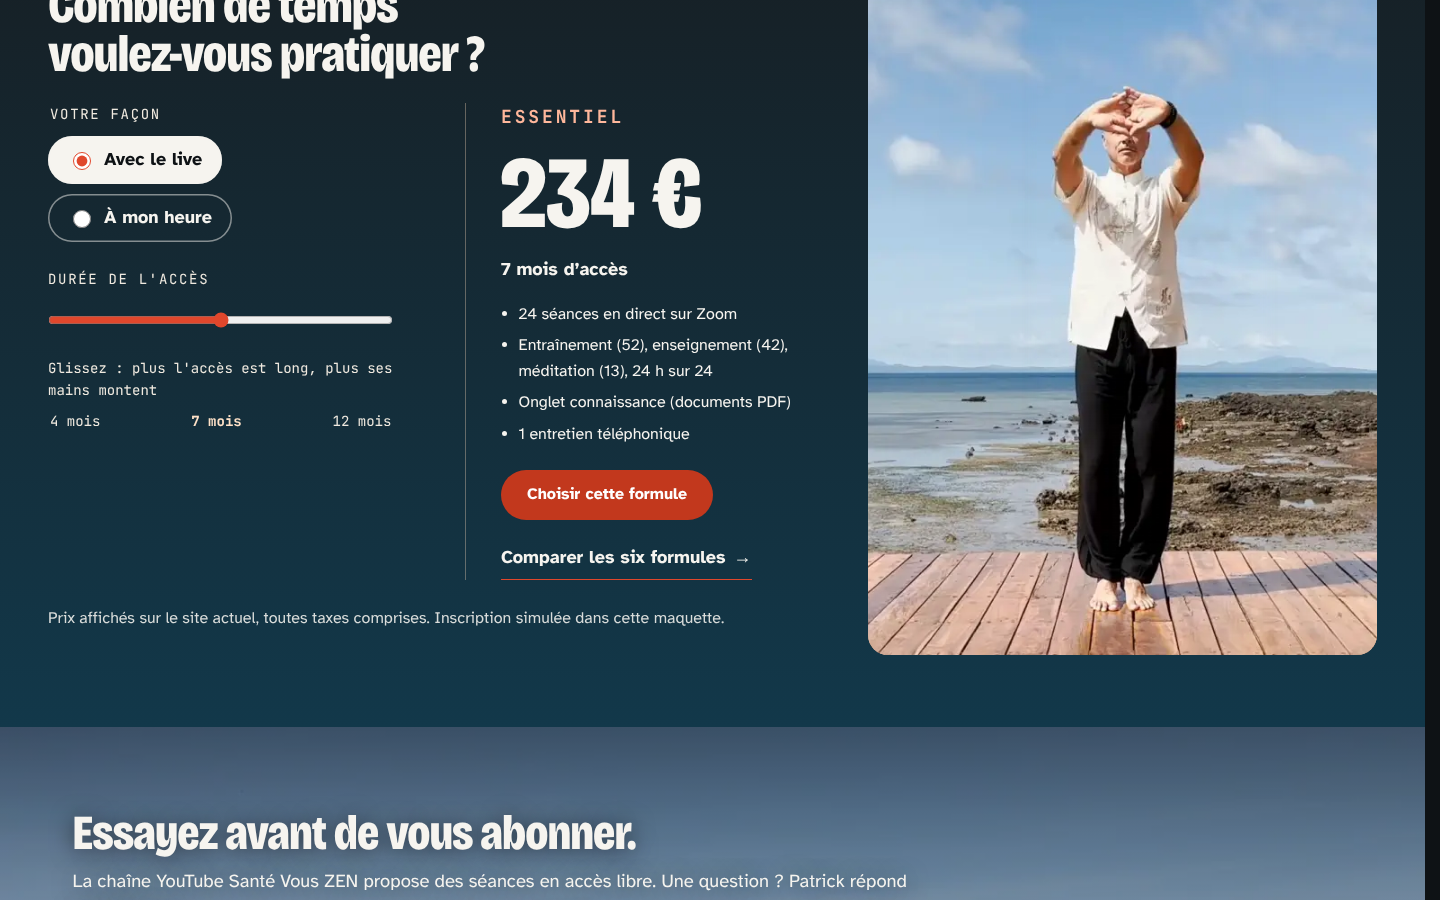 Combien de temps
voulez-vous pratiquer ?
VOTRE FAÇON
Avec le live
À mon heure
DURÉE DE L'ACCÈS
Glissez : plus l'accès est long, plus ses
mains montent
4 mois
7 mois
12 mois
ESSENTIEL
234 €
7 mois d’accès
24 séances en direct sur Zoom
Entraînement (52), enseignement (42),
méditation (13), 24 h sur 24
Onglet connaissance (documents PDF)
1 entretien téléphonique
Choisir cette formule
Comparer les six formules →
Prix affichés sur le site actuel, toutes taxes comprises. Inscription simulée dans cette maquette.
Essayez avant de vous abonner.
La chaîne YouTube Santé Vous ZEN propose des séances en accès libre. Une question ? Patrick répond